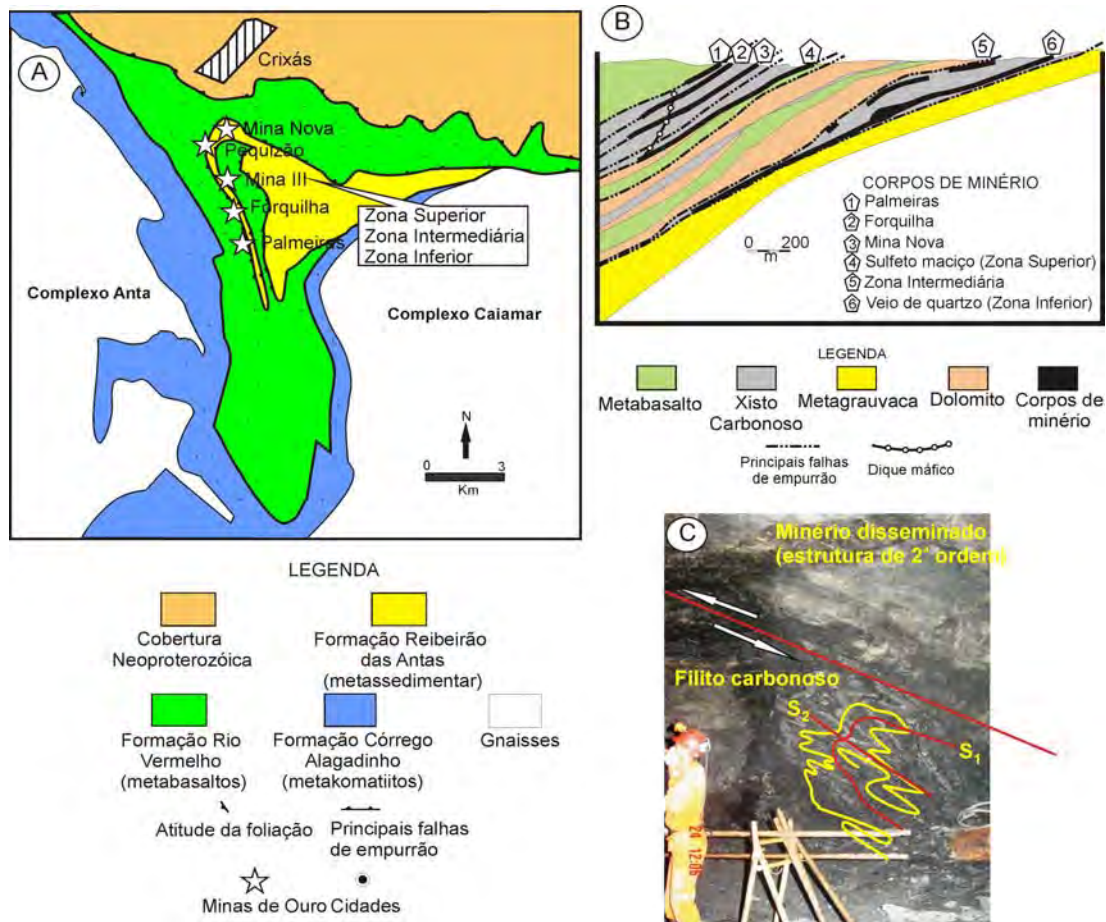 A
Crixás
Mina Nova
Pequizão
Mina III
Forquilha
Palmeiras
Zona Superior
Zona Intermediária
Zona Inferior
Complexo Anta
Complexo Caiamar
N
0 3
Km
LEGENDA
Cobertura
Neoproterozóica
Formação Reibeirão
das Antas
(metassedimentar)
Formação Rio
Vermelho
(metabasaltos)
Formação Córrego
Alagadinho
(metakomatiitos)
Gnaisses
Atitude da foliação
Principais falhas
de empurrão
Minas de Ouro
Cidades
B
1 2 3 4 5 6
CORPOS DE MINÉRIO
1 Palmeiras
2 Forquilha
3 Mina Nova
4 Sulfeto maciço (Zona Superior)
5 Zona Intermediária
6 Veio de quartzo (Zona Inferior)
0 200
m
LEGENDA
Metabasalto
Xisto
Carbonoso
Metagrauvaca
Dolomito
Corpos de
minério
Principais falhas
de empurrão
Dique máfico
C
Minério disseminado
(estrutura de 2ª ordem)
Filito carbonoso
S2
S1